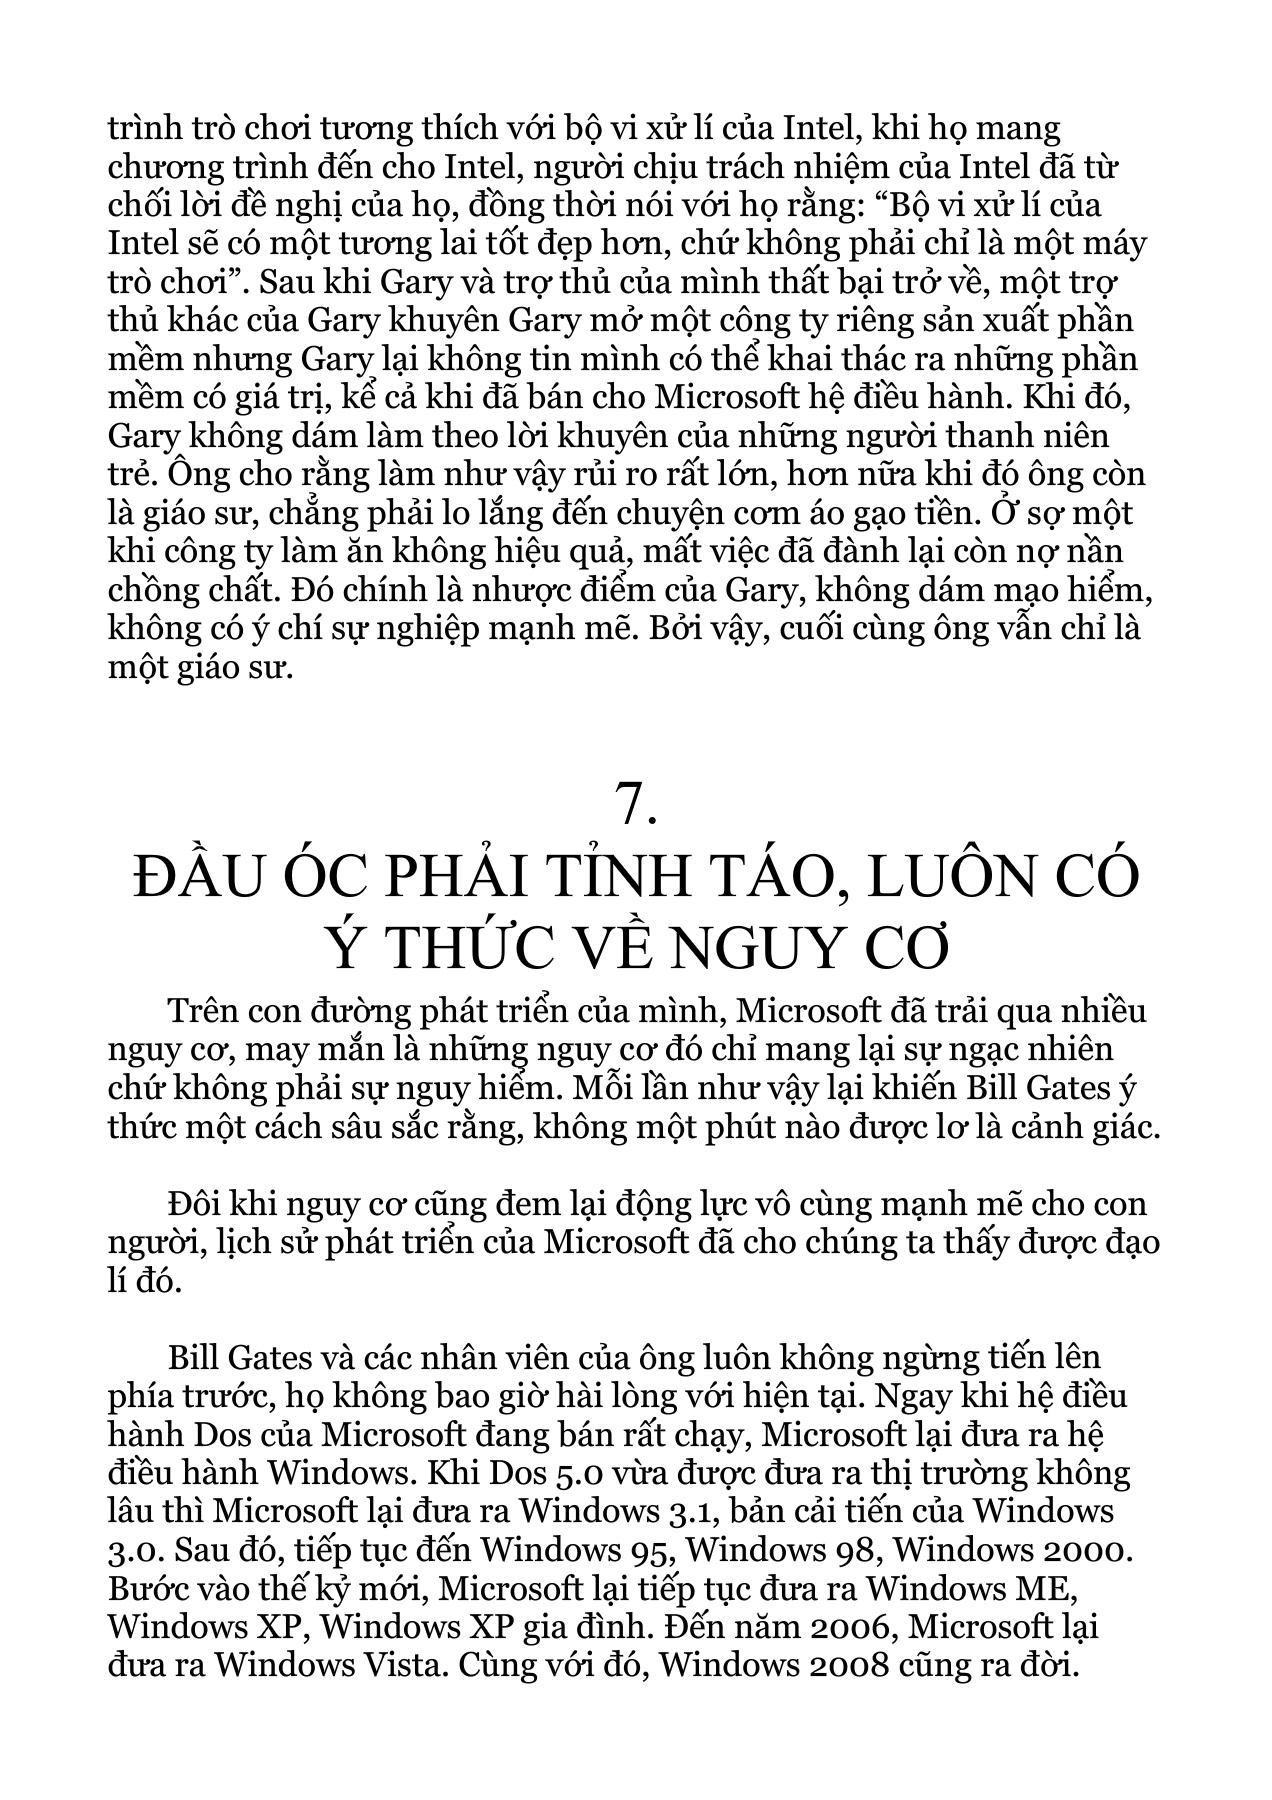 trình trò chơi tương thích với bộ vi xử lí của Intel, khi họ mang
chương trình đến cho Intel, người chịu trách nhiệm của Intel đã từ
chối lời đề nghị của họ, đồng thời nói với họ rằng: “Bộ vi xử lí của
Intel sẽ có một tương lai tốt đẹp hơn, chứ không phải chỉ là một máy
trò chơi”. Sau khi Gary và trợ thủ của mình thất bại trở về, một trợ
thủ khác của Gary khuyên Gary mở một công ty riêng sản xuất phần
mềm nhưng Gary lại không tin mình có thể khai thác ra những phần
mềm có giá trị, kể cả khi đã bán cho Microsoft hệ điều hành. Khi đó,
Gary không dám làm theo lời khuyên của những người thanh niên
trẻ. Ông cho rằng làm như vậy rủi ro rất lớn, hơn nữa khi đó ông còn
là giáo sư, chẳng phải lo lắng đến chuyện cơm áo gạo tiền. Ở sợ một
khi công ty làm ăn không hiệu quả, mất việc đã đành lại còn nợ nần
chồng chất. Đó chính là nhược điểm của Gary, không dám mạo hiểm,
không có ý chí sự nghiệp mạnh mẽ. Bởi vậy, cuối cùng ông vẫn chỉ là
một giáo sư.
7.
ĐẦU ÓC PHẢI TỈNH TÁO, LUÔN CÓ
Ý THỨC VỀ NGUY CƠ
Trên con đường phát triển của mình, Microsoft đã trải qua nhiều
nguy cơ, may mắn là những nguy cơ đó chỉ mang lại sự ngạc nhiên
chứ không phải sự nguy hiểm. Mỗi lần như vậy lại khiến Bill Gates ý
thức một cách sâu sắc rằng, không một phút nào được lơ là cảnh giác.
Đôi khi nguy cơ cũng đem lại động lực vô cùng mạnh mẽ cho con
người, lịch sử phát triển của Microsoft đã cho chúng ta thấy được đạo
lí đó.
Bill Gates và các nhân viên của ông luôn không ngừng tiến lên
phía trước, họ không bao giờ hài lòng với hiện tại. Ngay khi hệ điều
hành Dos của Microsoft đang bán rất chạy, Microsoft lại đưa ra hệ
điều hành Windows. Khi Dos 5.0 vừa được đưa ra thị trường không
lâu thì Microsoft lại đưa ra Windows 3.1, bản cải tiến của Windows
3.0. Sau đó, tiếp tục đến Windows 95, Windows 98, Windows 2000.
Bước vào thế kỷ mới, Microsoft lại tiếp tục đưa ra Windows ME,
Windows XP, Windows XP gia đình. Đến năm 2006, Microsoft lại
đưa ra Windows Vista. Cùng với đó, Windows 2008 cũng ra đời.